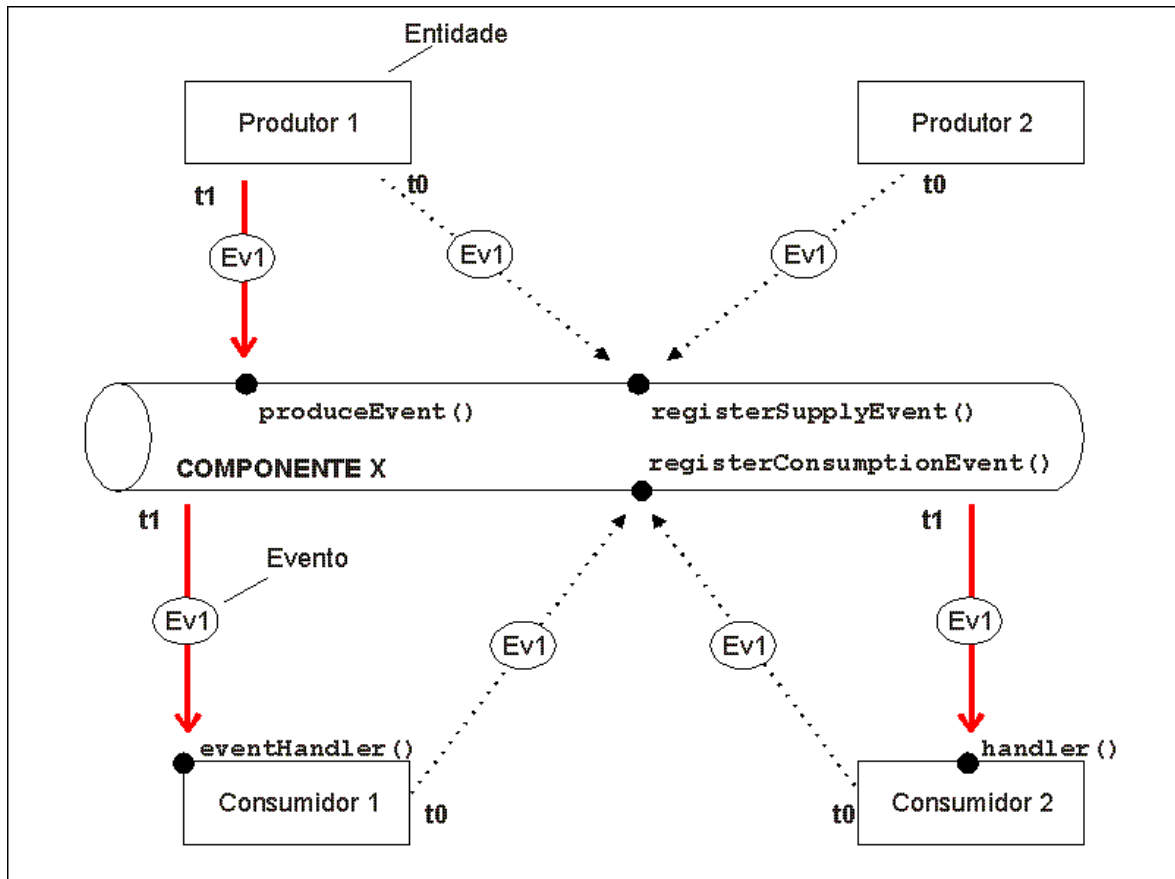 Entidade
Produtor 1
Produtor 2
t1
t0
t0
Ev1
Ev1
Ev1
produceEvent()
registerSupplyEvent()
COMPONENTE X
registerConsumptionEvent()
t1
t1
Evento
Ev1
Ev1
Ev1
Ev1
eventHandler()
handler()
Consumidor 1
t0
t0
Consumidor 2